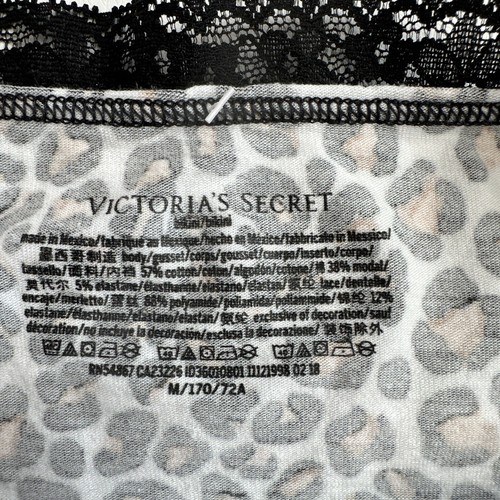 VICTORIA'S SECRET
bikini/bikini
made in Mexico/fabriqué au Mexique/hecho en México/fabbricato in Messico/
墨西哥制造 body/gusset/corps/gousset/cuerpo/inserto/corpo/
tassello/面料/内裆 57% cotton/coton/algodón/cotone/棉 38% modal/
莫代尔 5% elastane/élasthanne/elastano/elastan/氨纶 lace/dentelle/
encaje/merletto/蕾丝 88% polyamide/poliamida/poliammide/锦纶 12%
elastane/élasthanne/elastano/elastan/氨纶 exclusive of decoration/sauf
décoration/no incluye la decoración/esclusa la decorazione/ 装饰除外
RN54867 CA23226 ID36010801 11121998 02 18
M/170/72A